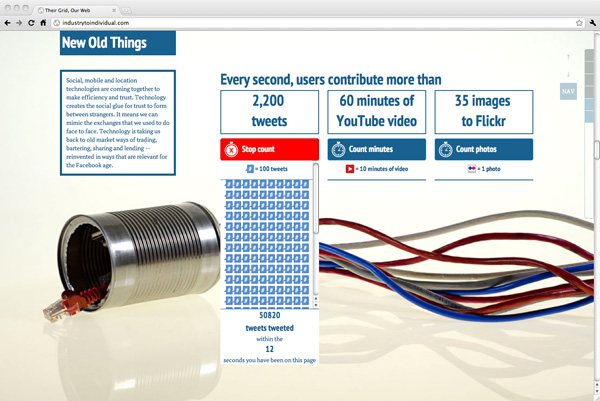 Their Grid, Our Web
industrytoindividual.com
New Old Things
Social, mobile and location
technologies are coming together to
make efficiency and trust. Technology
creates the social glue for trust to form
between strangers. It means we can
mimic the exchanges that we used to do
face to face. Technology is taking us
back to old market ways of trading,
bartering, sharing and lending —
reinvented in ways that are relevant for
the Facebook age.
NAV
Every second, users contribute more than
2,200
tweets
60 minutes of
YouTube video
35 images
to Flickr
Stop count
Count minutes
Count photos
= 100 tweets
= 10 minutes of video
= 1 photo
50820
tweets tweeted
within the
12
seconds you have been on this page